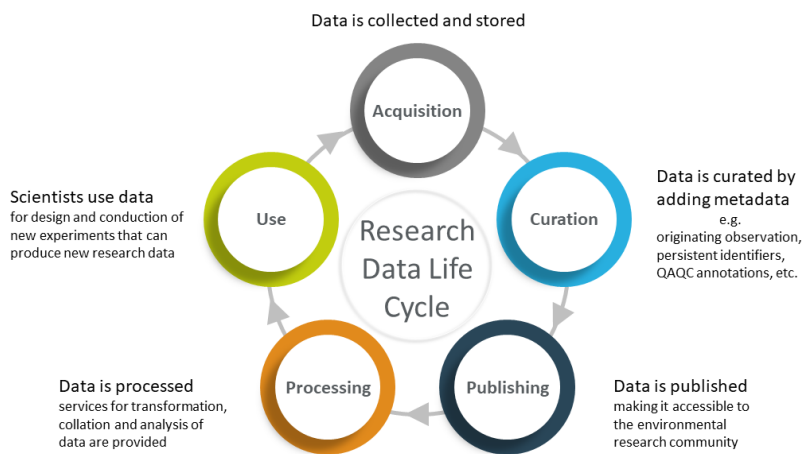 Data is collected and stored
Acquisition
Data is curated by
adding metadata
e.g.
originating observation,
persistent identifiers,
QAQC annotations, etc.
Curation
Research
Data Life
Cycle
Scientists use data
for design and conduction of
new experiments that can
produce new research data
Use
Data is processed
services for transformation,
collation and analysis of
data are provided
Processing
Publishing
Data is published
making it accessible to
the environmental
research community